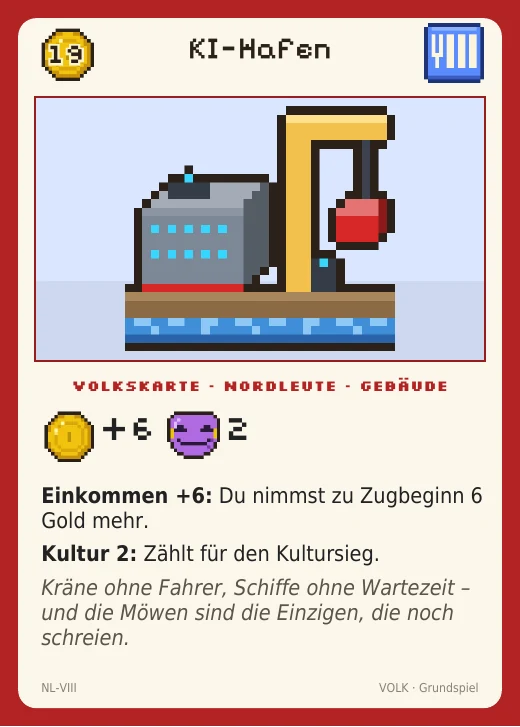 19
KI-Hafen
VOLKSKARTE · NORDLEUTE · GEBÄUDE
+6 2
Einkommen +6: Du nimmst zu Zugbeginn 6
Gold mehr.
Kultur 2: Zählt für den Kultursieg.
Kräne ohne Fahrer, Schiffe ohne Wartezeit –
und die Möwen sind die Einzigen, die noch
schreien.
NL-VIII
VOLK · Grundspiel